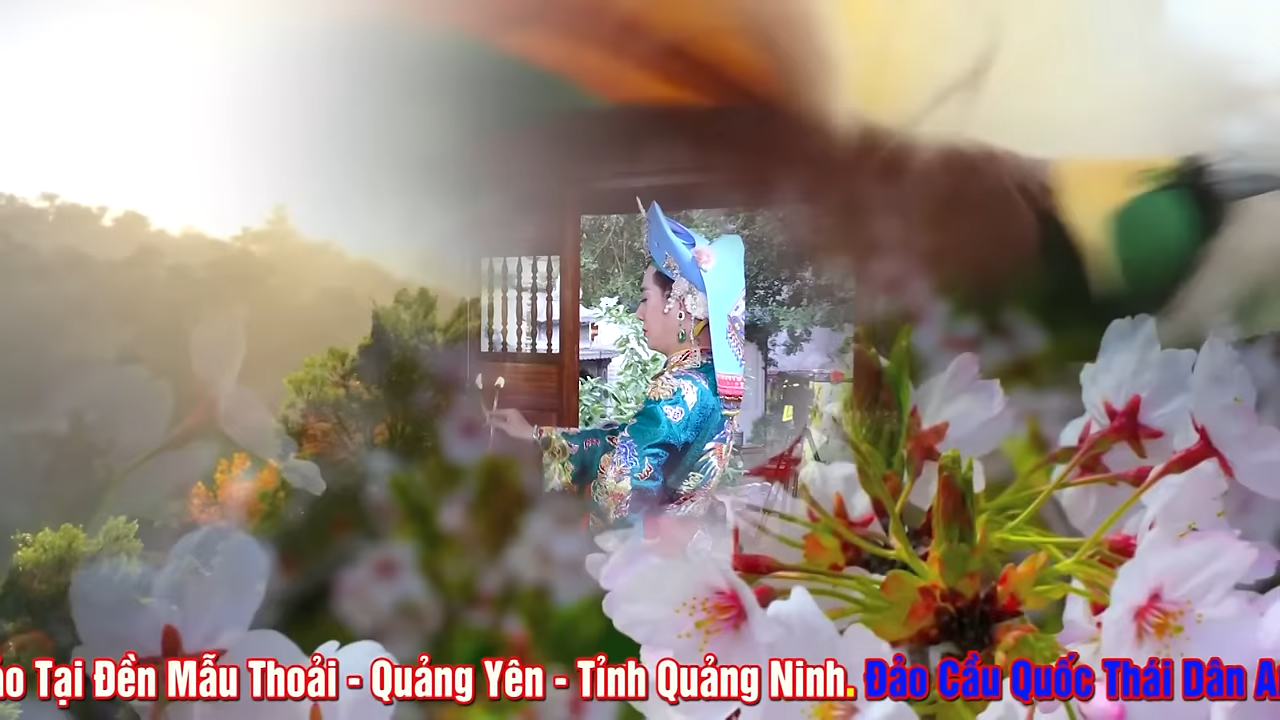 Tại Đền Mẫu Thoải - Quảng Yên - Tỉnh Quảng Ninh. Đảo Cầu Quốc Thái Dân